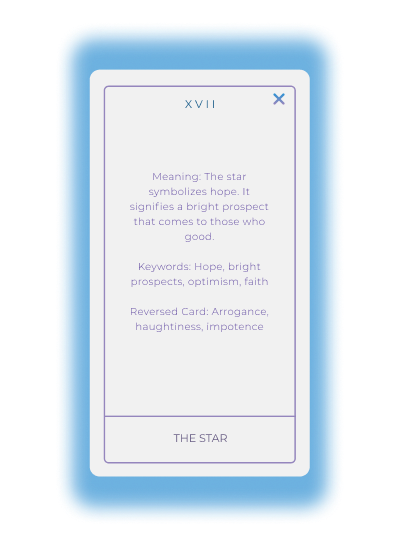 XVII
Meaning: The star
symbolizes hope. It
signifies a bright prospect
that comes to those who
good.
Keywords: Hope, bright
prospects, optimism, faith
Reversed Card: Arrogance,
haughtiness, impotence
THE STAR